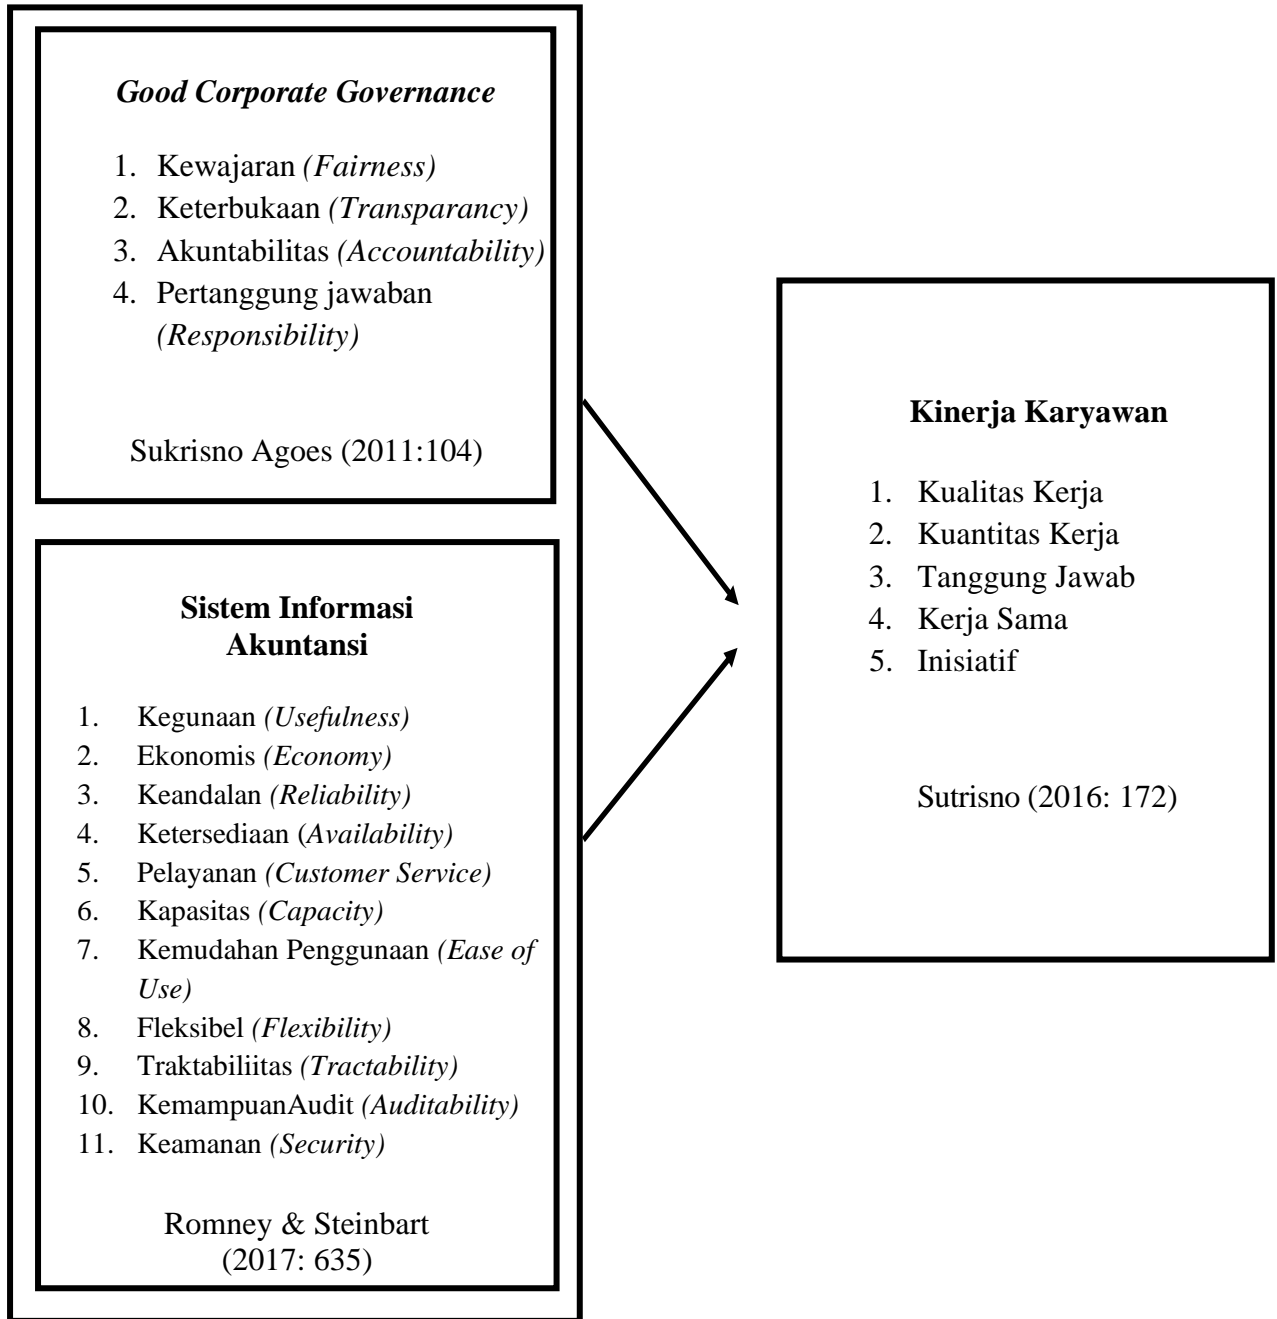 Good Corporate Governance
1. Kewajaran (Fairness)
2. Keterbukaan (Transparancy)
3. Akuntabilitas (Accountability)
4. Pertanggung jawaban
(Responsibility)
Sukrisno Agoes (2011:104)
Sistem Informasi
Akuntansi
1. Kegunaan (Usefulness)
2. Ekonomis (Economy)
3. Keandalan (Reliability)
4. Ketersediaan (Availability)
5. Pelayanan (Customer Service)
6. Kapasitas (Capacity)
7. Kemudahan Penggunaan (Ease of
Use)
8. Fleksibel (Flexibility)
9. Traktabiliitas (Tractability)
10. KemampuanAudit (Auditability)
11. Keamanan (Security)
Romney & Steinbart
(2017: 635)
Kinerja Karyawan
1. Kualitas Kerja
2. Kuantitas Kerja
3. Tanggung Jawab
4. Kerja Sama
5. Inisiatif
Sutrisno (2016: 172)